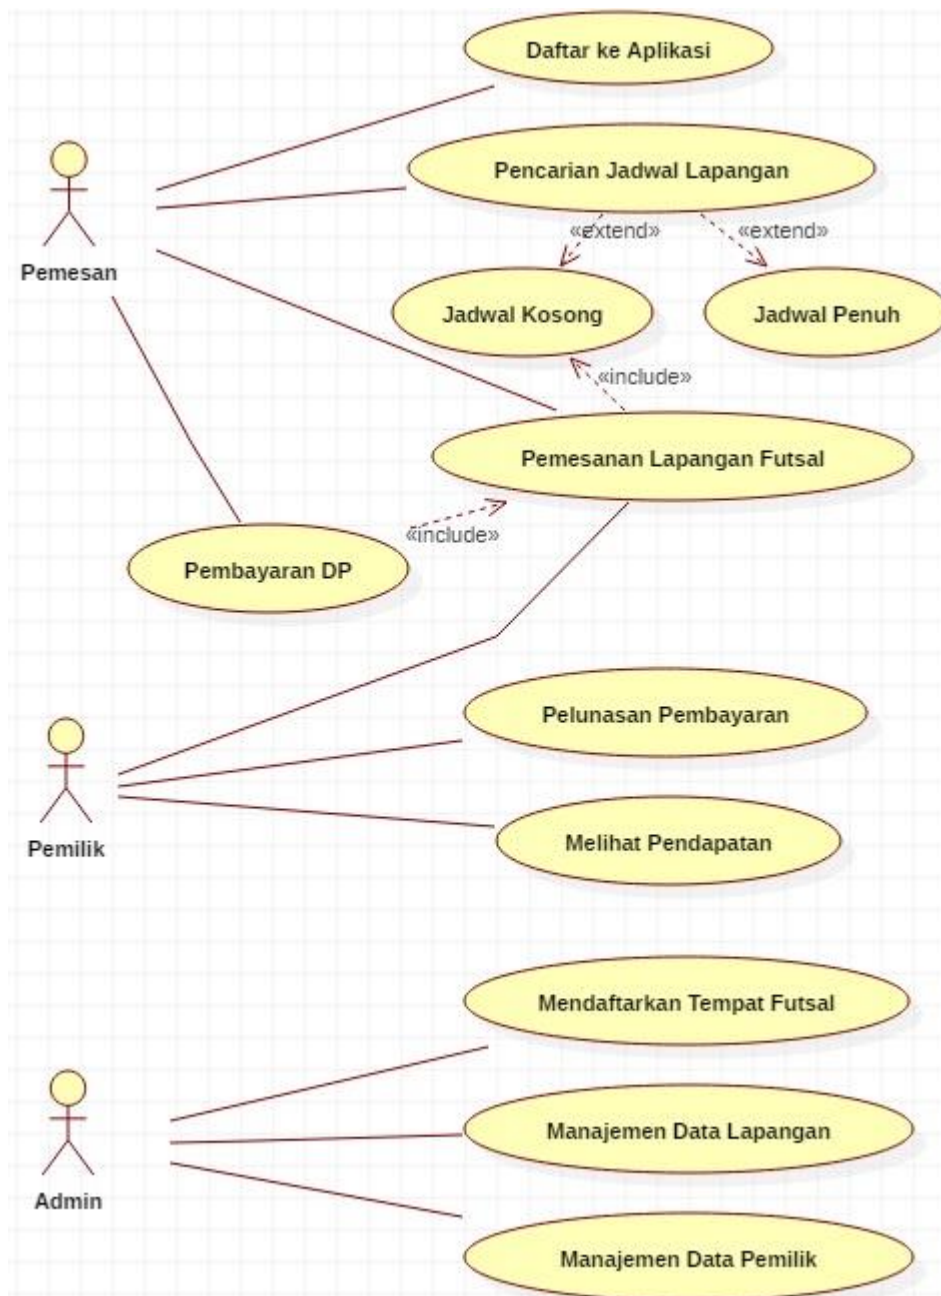 Daftar ke Aplikasi
Pencarian Jadwal Lapangan
«extend»
«extend»
Pemesan
Jadwal Kosong
Jadwal Penuh
«include»
Pemesanan Lapangan Futsal
«include»
Pembayaran DP
Pelunasan Pembayaran
Pemilik
Melihat Pendapatan
Mendaftarkan Tempat Futsal
Manajemen Data Lapangan
Admin
Manajemen Data Pemilik